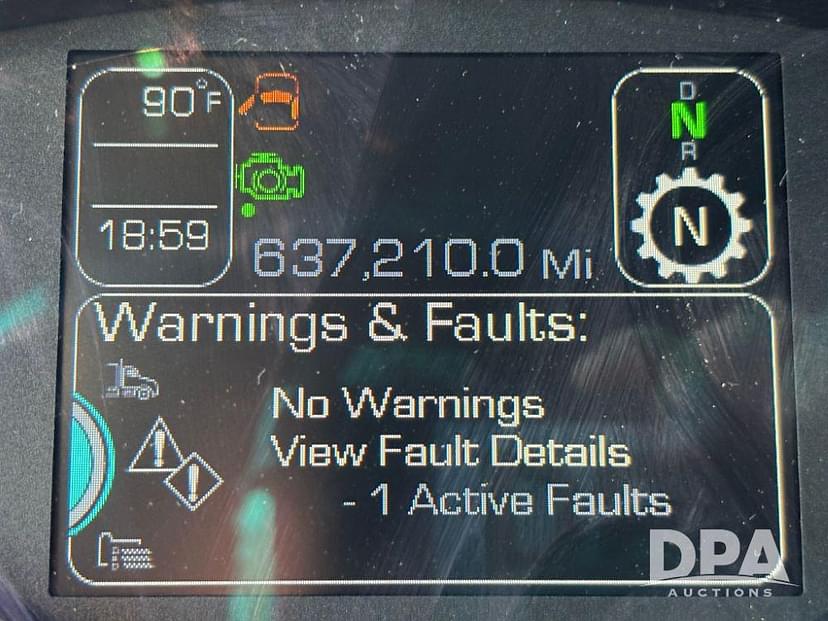 90°F
18:59
D
N
R
N
637,210.0 Mi
Warnings & Faults:
No Warnings
View Fault Details
- 1 Active Faults
DPA
AUCTIONS